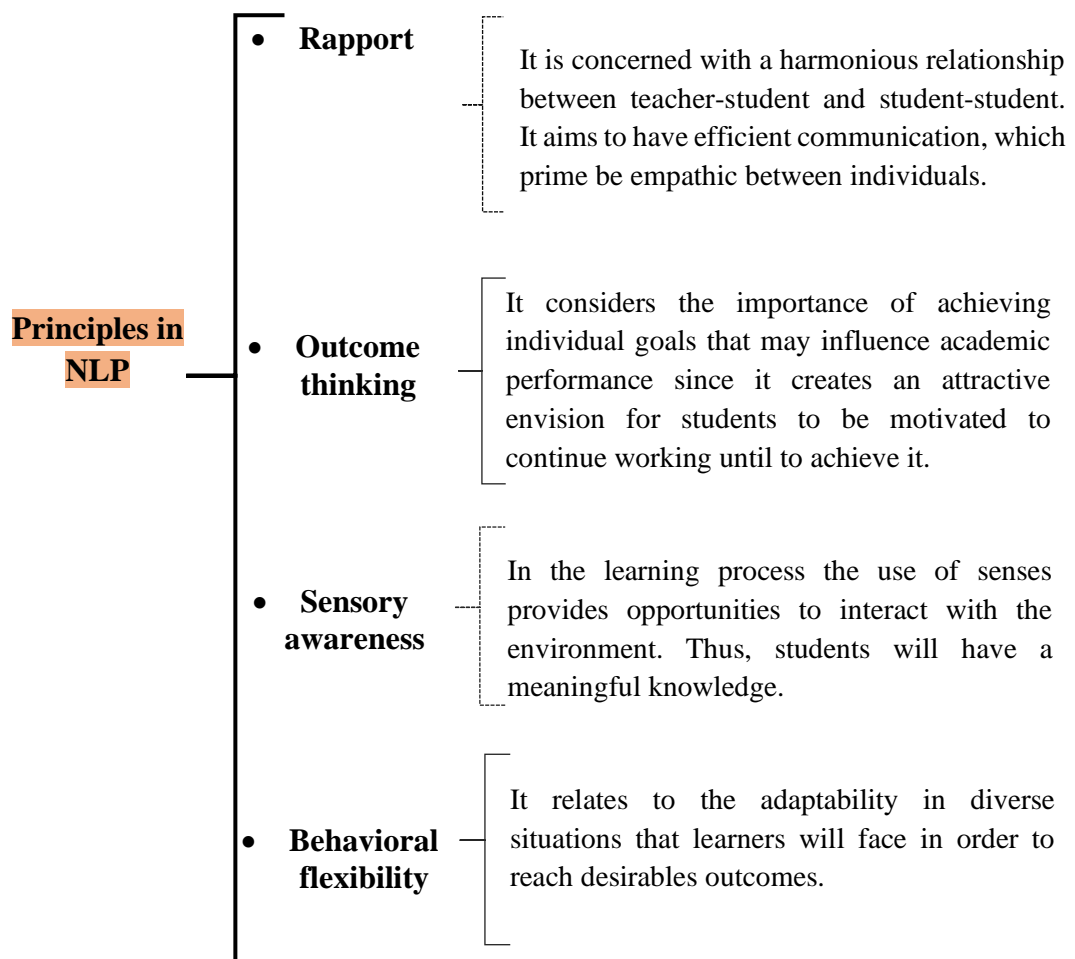 • Rapport
It is concerned with a harmonious relationship
between teacher-student and student-student.
It aims to have efficient communication, which
prime be empathic between individuals.
Principles in
NLP
• Outcome
thinking
It considers the importance of achieving
individual goals that may influence academic
performance since it creates an attractive
envision for students to be motivated to
continue working until to achieve it.
• Sensory
awareness
In the learning process the use of senses
provides opportunities to interact with the
environment. Thus, students will have a
meaningful knowledge.
• Behavioral
flexibility
It relates to the adaptability in diverse
situations that learners will face in order to
reach desirables outcomes.